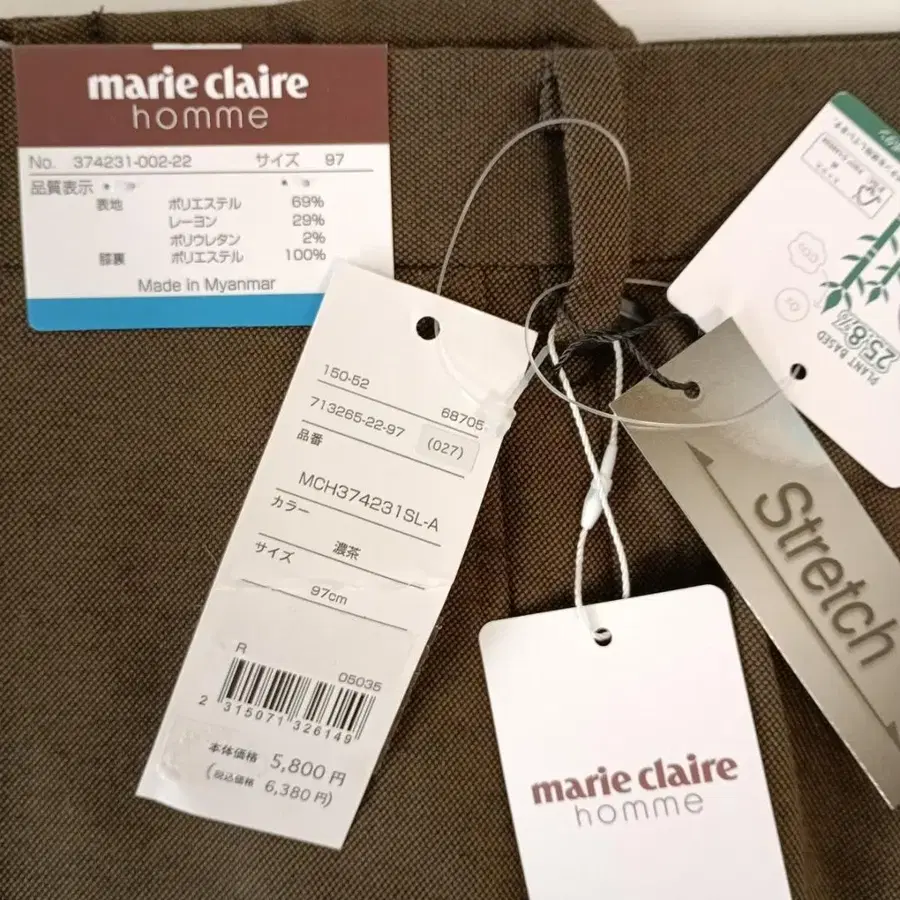 marie claire
homme
No. 374231-002-22 サイズ 97
品質表示
表地 ポリエステル 69%
レーヨン 29%
ポリウレタン 2%
膝裏 ポリエステル 100%
Made in Myanmar
150-52 68705
713265-22-97 (027)
品番
MCH374231SL-A
カラー
濃茶
サイズ
97cm
R 05035
2 315071 326149
本体価格 5,800円
(税込価格 6,380円)
marie claire
homme
Stretch
PLANT BASED
25.8%